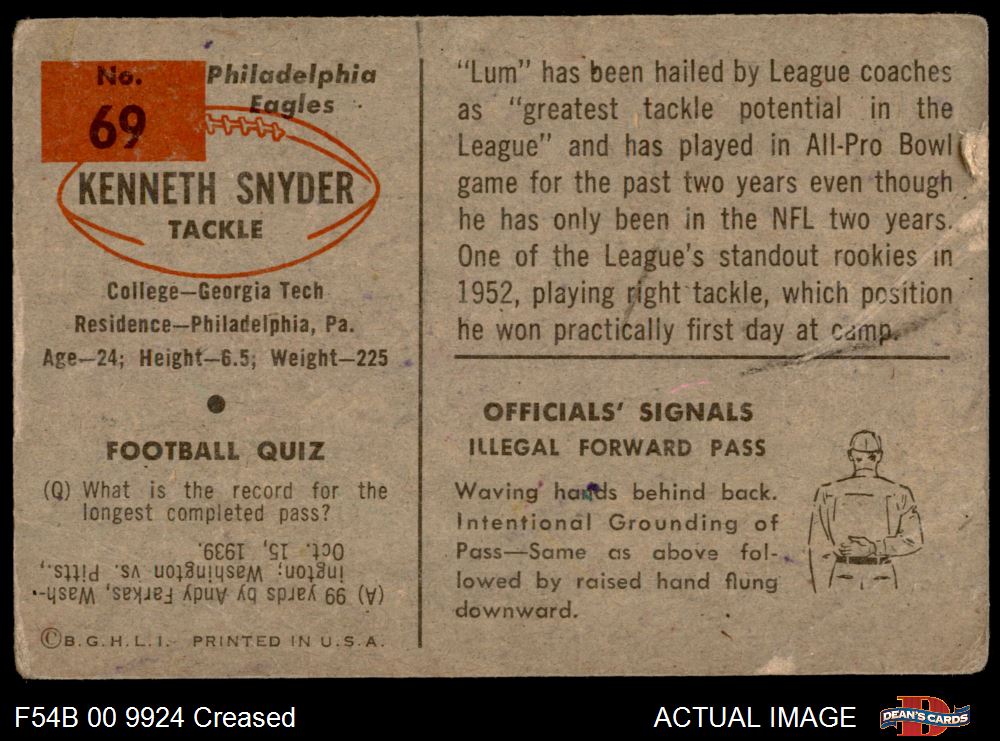 No.
69
Philadelphia
Eagles
KENNETH SNYDER
TACKLE
College—Georgia Tech
Residence—Philadelphia, Pa.
Age—24; Height—6.5; Weight—225
FOOTBALL QUIZ
(Q) What is the record for the
longest completed pass?
(A) 99 yards by Andy Farkas, Wash-
ington; Washington vs. Pitts.,
Oct. 15, 1939.
©B.G.H.L.I. PRINTED IN U.S.A.
"Lum" has been hailed by League coaches
as "greatest tackle potential in the
League" and has played in All-Pro Bowl
game for the past two years even though
he has only been in the NFL two years.
One of the League's standout rookies in
1952, playing right tackle, which position
he won practically first day at camp.
OFFICIALS' SIGNALS
ILLEGAL FORWARD PASS
Waving hands behind back.
Intentional Grounding of
Pass—Same as above fol-
lowed by raised hand flung
downward.
F54B 00 9924 Creased
ACTUAL IMAGE
DEAN'S CARDS